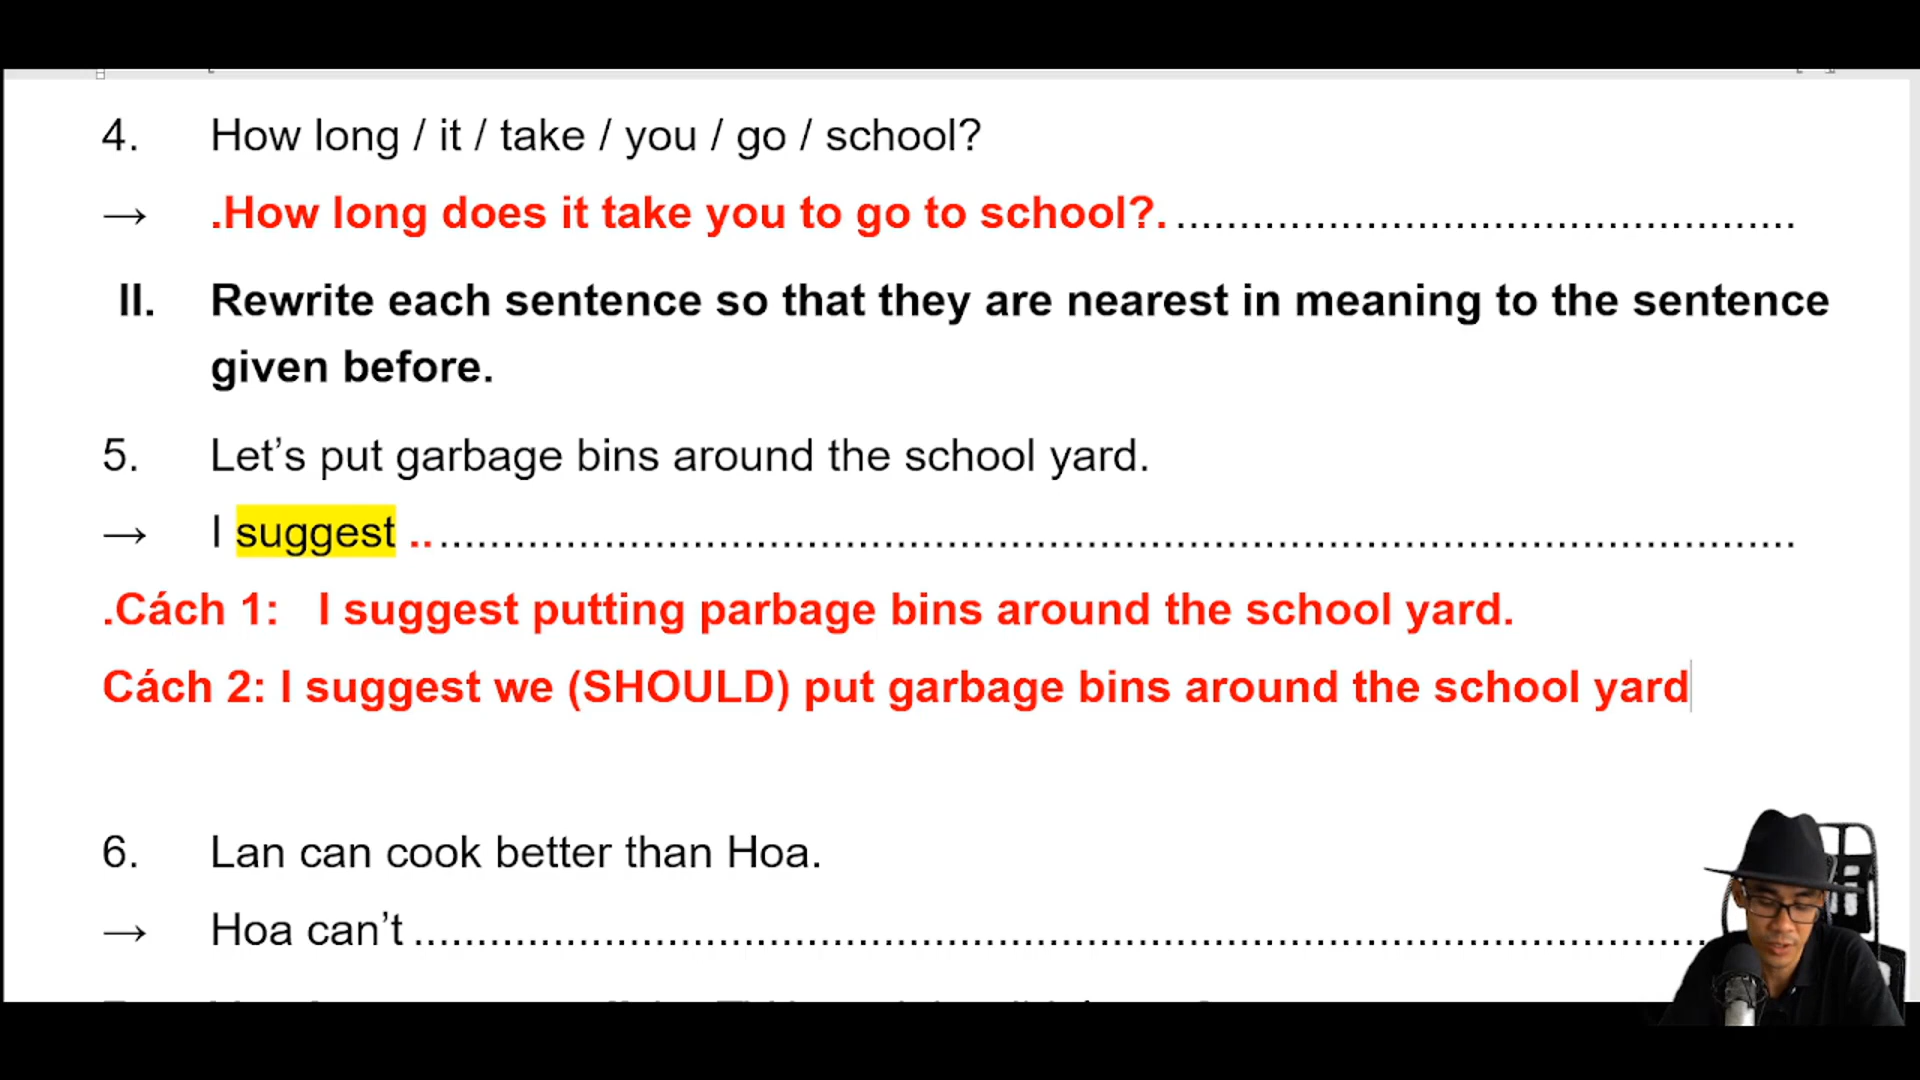 4. How long / it / take / you / go / school?
→ .How long does it take you to go to school?. ................................................
II. Rewrite each sentence so that they are nearest in meaning to the sentence
given before.
5. Let’s put garbage bins around the school yard.
→ I suggest ..............................................................................................................
.Cách 1: I suggest putting parbage bins around the school yard.
Cách 2: I suggest we (SHOULD) put garbage bins around the school yard
6. Lan can cook better than Hoa.
→ Hoa can’t ......................................................................................................